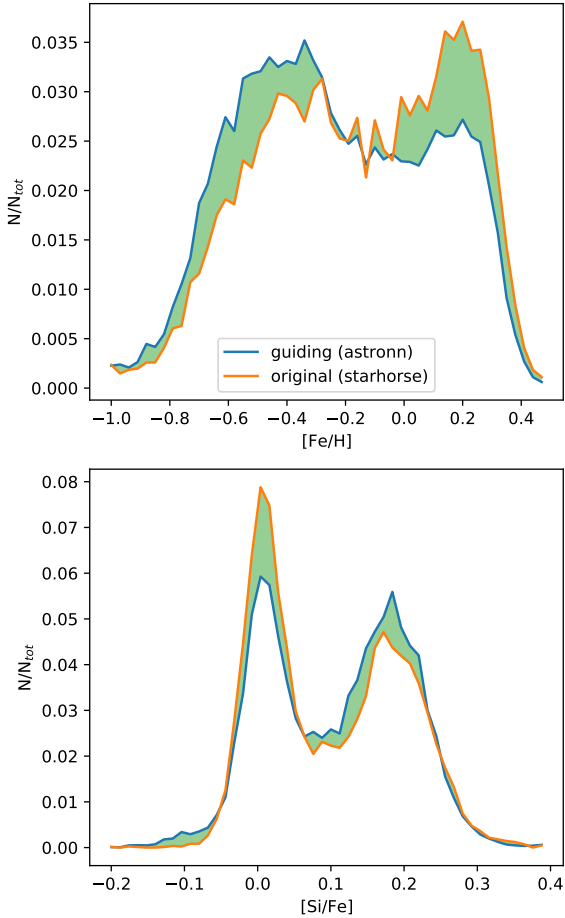 0.035
0.030
0.025
0.020
0.015
0.010
0.005
0.000
N/N_tot
guiding (astronn)
original (starhorse)
−1.0 −0.8 −0.6 −0.4 −0.2 0.0 0.2 0.4
[Fe/H]
0.08
0.07
0.06
0.05
0.04
0.03
0.02
0.01
0.00
N/N_tot
−0.2 −0.1 0.0 0.1 0.2 0.3 0.4
[Si/Fe]